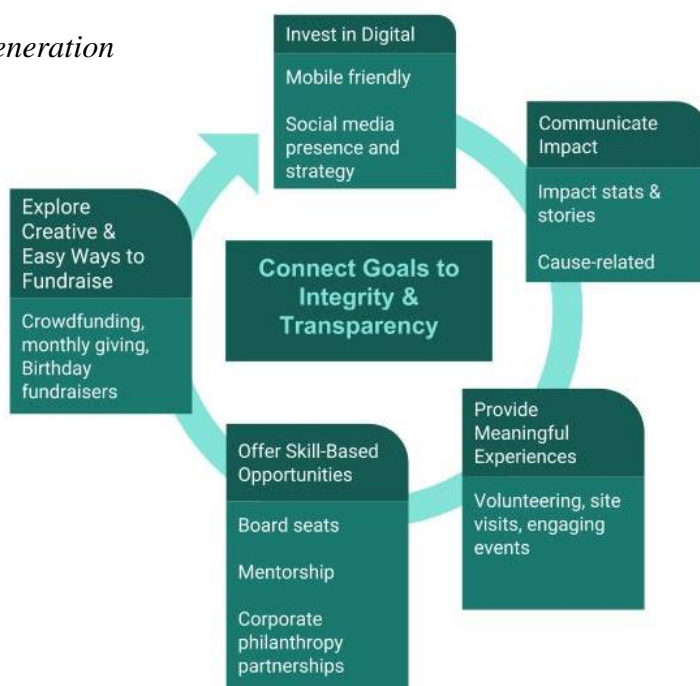 Invest in Digital
Mobile friendly
Social media
presence and
strategy
Communicate
Impact
Impact stats &
stories
Cause-related
Provide
Meaningful
Experiences
Volunteering, site
visits, engaging
events
Offer Skill-Based
Opportunities
Board seats
Mentorship
Corporate
philanthropy
partnerships
Explore
Creative &
Easy Ways to
Fundraise
Crowdfunding,
monthly giving,
Birthday
fundraisers
Connect Goals to
Integrity &
Transparency